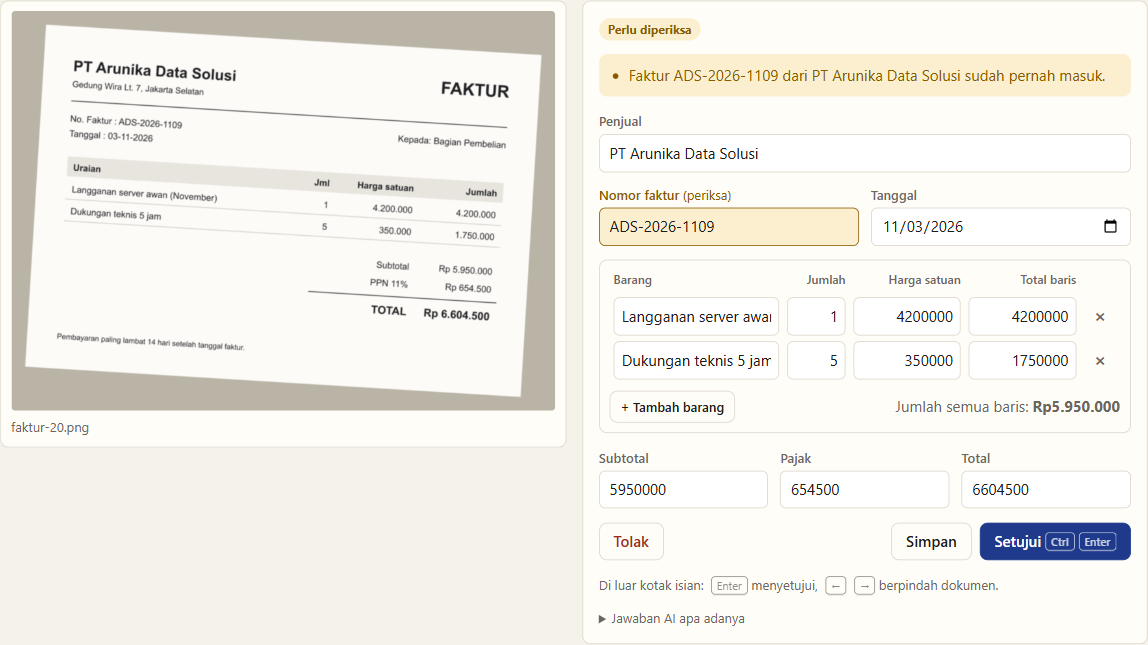 PT Arunika Data Solusi
Gedung Wira Lt. 7, Jakarta Selatan
FAKTUR
No. Faktur : ADS-2026-1109
Tanggal : 03-11-2026
Kepada: Bagian Pembelian
Uraian Jml Harga satuan Jumlah
Langganan server awan (November) 1 4.200.000 4.200.000
Dukungan teknis 5 jam 5 350.000 1.750.000
Subtotal Rp 5.950.000
PPN 11% Rp 654.500
TOTAL Rp 6.604.500
Pembayaran paling lambat 14 hari setelah tanggal faktur.
faktur-20.png
Perlu diperiksa
• Faktur ADS-2026-1109 dari PT Arunika Data Solusi sudah pernah masuk.
Penjual
PT Arunika Data Solusi
Nomor faktur (periksa) Tanggal
ADS-2026-1109 11/03/2026
Barang Jumlah Harga satuan Total baris
Langganan server awa 1 4200000 4200000 ×
Dukungan teknis 5 jam 5 350000 1750000 ×
+ Tambah barang Jumlah semua baris: Rp5.950.000
Subtotal Pajak Total
5950000 654500 6604500
Tolak Simpan Setujui Ctrl Enter
Di luar kotak isian: Enter menyetujui, ← → berpindah dokumen.
▶ Jawaban AI apa adanya